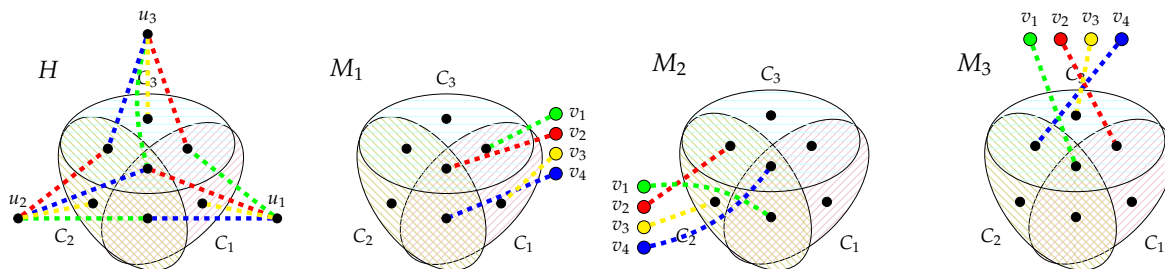 H
u₃
C₃
u₂
C₂
u₁
C₁
M₁
C₃
v₁
v₂
v₃
v₄
C₂
C₁
M₂
C₃
v₁
v₂
v₃
v₄
C₂
C₁
M₃
v₁
v₂
v₃
v₄
C₃
C₂
C₁